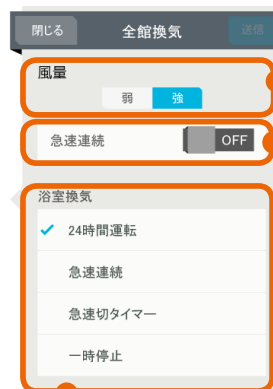 閉じる 全館換気 送信
風量
弱 強
急速連続 OFF
浴室換気
24時間運転
急速連続
急速切タイマー
一時停止